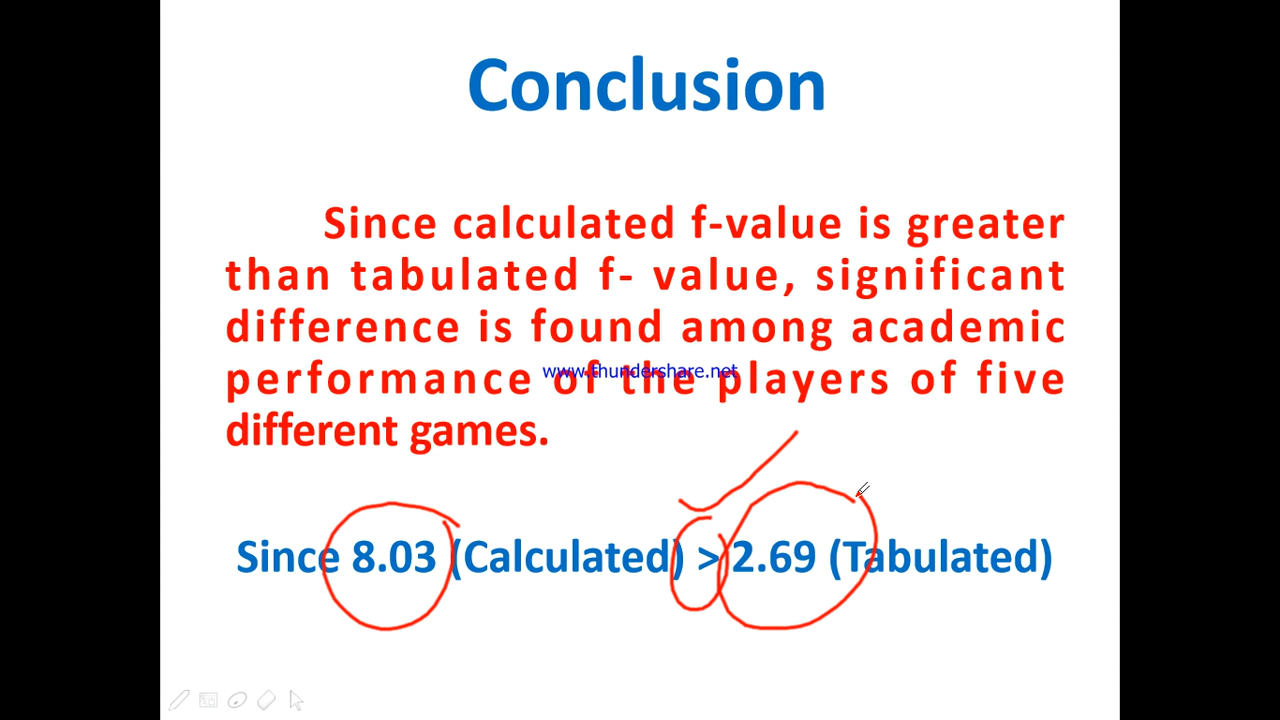 Conclusion
Since calculated f-value is greater
than tabulated f- value, significant
difference is found among academic
performance of the players of five
www.thundershare.net
different games.
Since 8.03 (Calculated) > 2.69 (Tabulated)